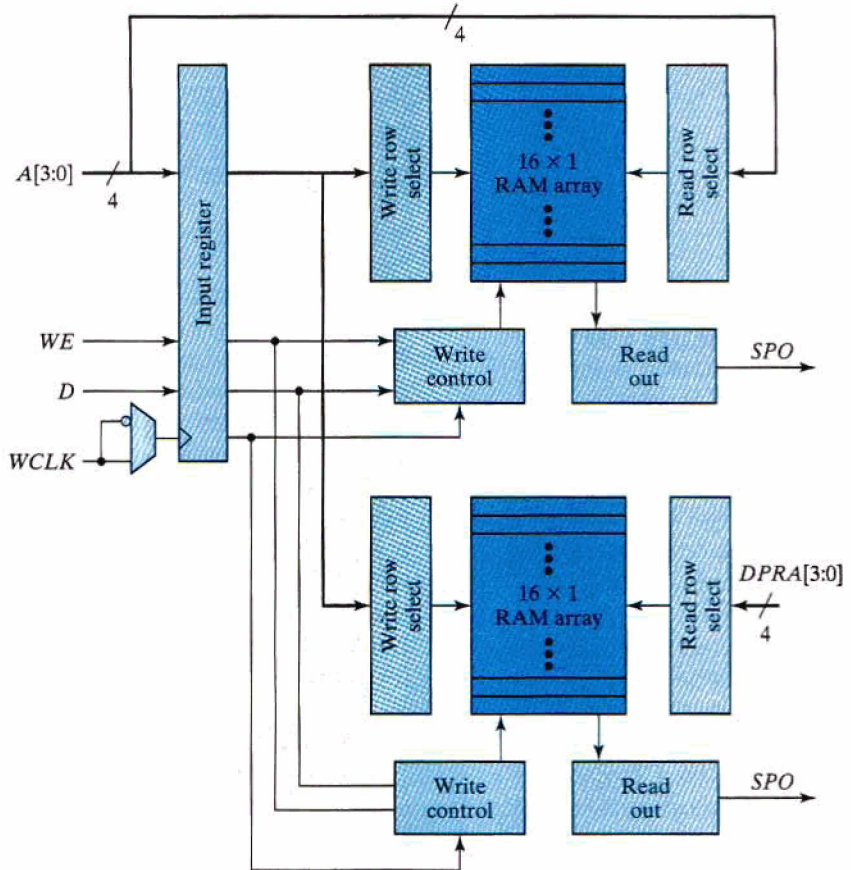 4
A[3:0]
4
Input register
Write row
select
16 × 1
RAM array
Read row
select
WE
D
WCLK
Write
control
Read
out
SPO
Write row
select
16 × 1
RAM array
Read row
select
DPRA[3:0]
4
Write
control
Read
out
SPO